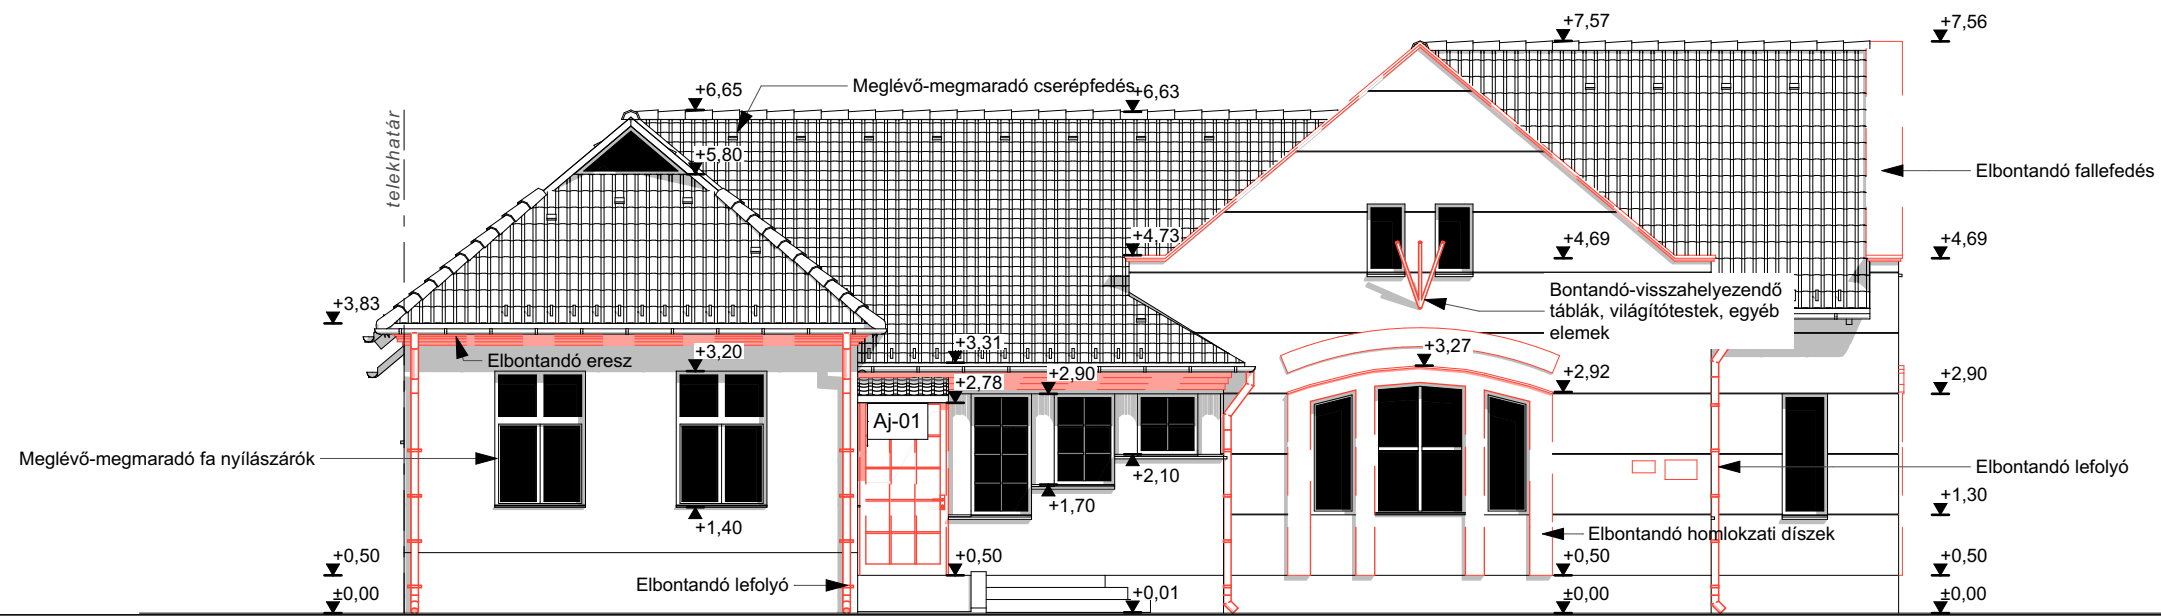 +7,57
+7,56
+6,65
Meglévő-megmaradó cserépfedés
+6,63
telekhatár
+5,80
Elbontandó fallefedés
+4,73
+4,69
+4,69
Bontandó-visszahelyezendő
táblák, világítótestek, egyéb
elemek
+3,83
Elbontandó eresz
+3,20
+3,31
+3,27
+2,78
+2,90
+2,92
+2,90
Aj-01
Meglévő-megmaradó fa nyílászárók
+2,10
Elbontandó lefolyó
+1,70
+1,40
+1,30
Elbontandó homlokzati díszek
+0,50
+0,50
+0,50
+0,50
Elbontandó lefolyó
±0,00
+0,01
±0,00
±0,00